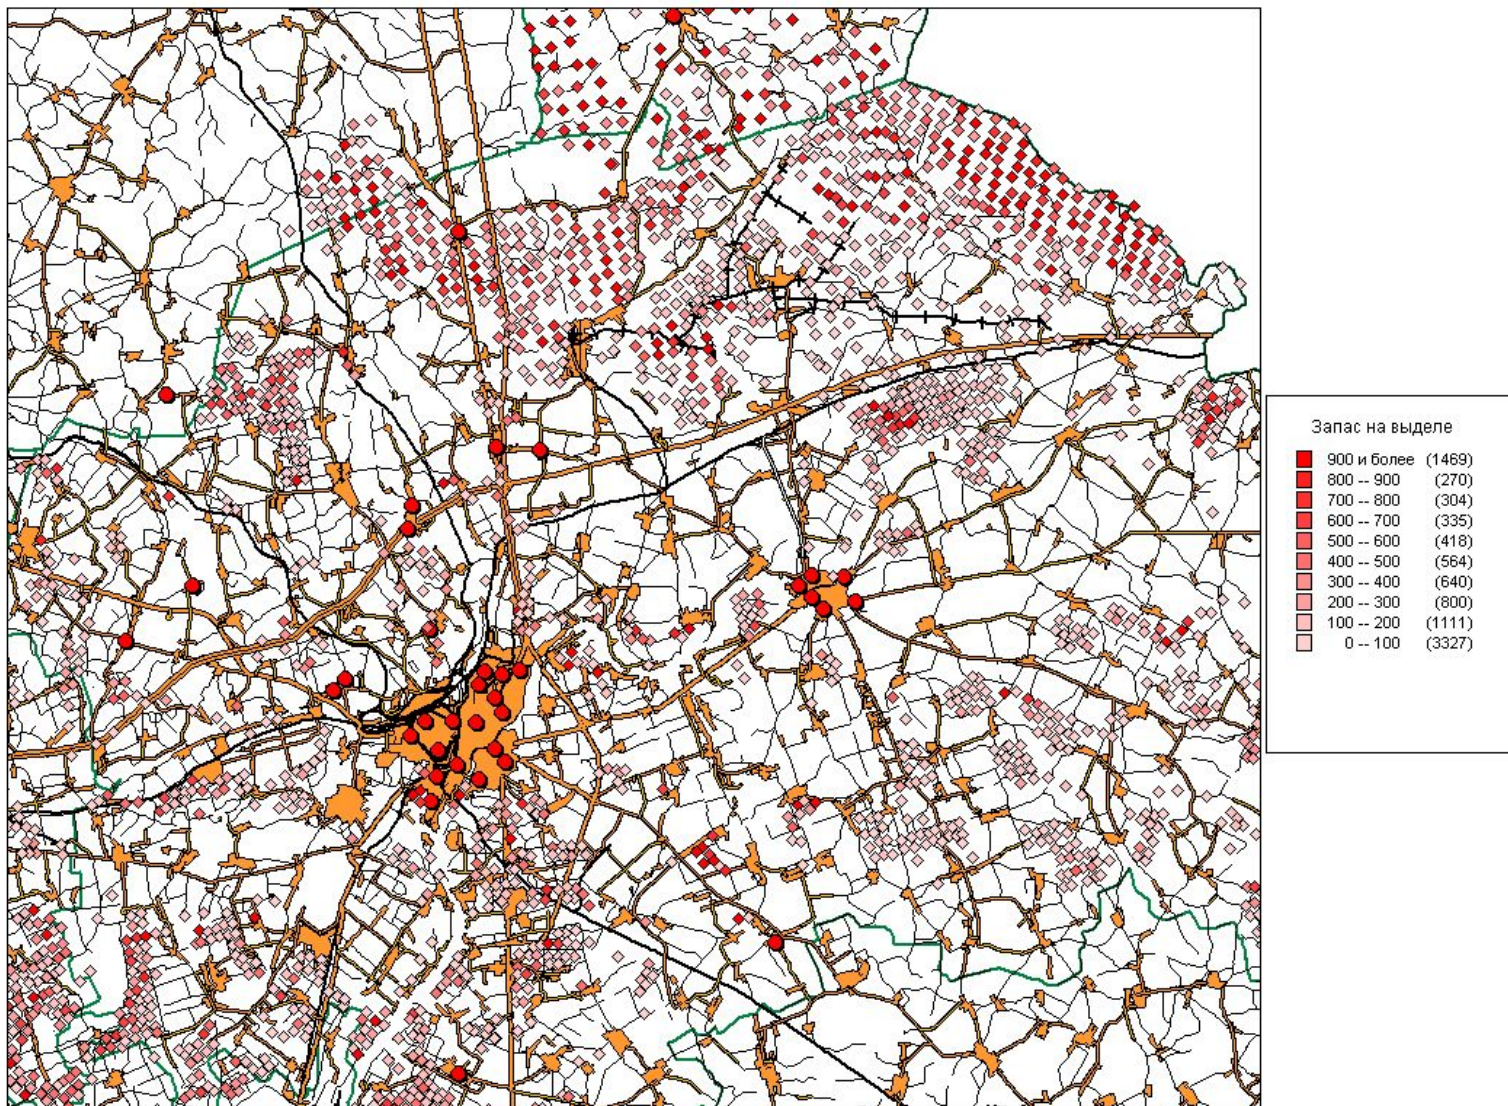 Запас на выделе
900 и более (1469)
800 -- 900 (270)
700 -- 800 (304)
600 -- 700 (335)
500 -- 600 (418)
400 -- 500 (564)
300 -- 400 (640)
200 -- 300 (800)
100 -- 200 (1111)
0 -- 100 (3327)